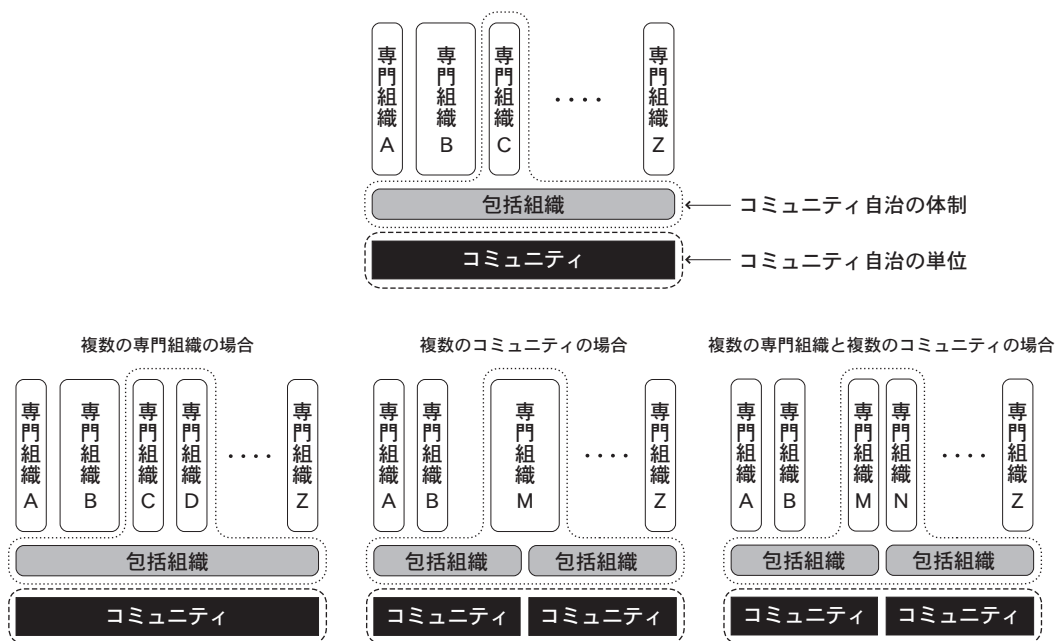 専門組織A
専門組織B
専門組織C
････
専門組織Z
包括組織
コミュニティ自治の体制
コミュニティ
コミュニティ自治の単位
複数の専門組織の場合
専門組織A
専門組織B
専門組織C
専門組織D
････
専門組織Z
包括組織
コミュニティ
複数のコミュニティの場合
専門組織A
専門組織B
専門組織M
････
専門組織Z
包括組織
包括組織
コミュニティ
コミュニティ
複数の専門組織と複数のコミュニティの場合
専門組織A
専門組織B
専門組織M
専門組織N
････
専門組織Z
包括組織
包括組織
コミュニティ
コミュニティ